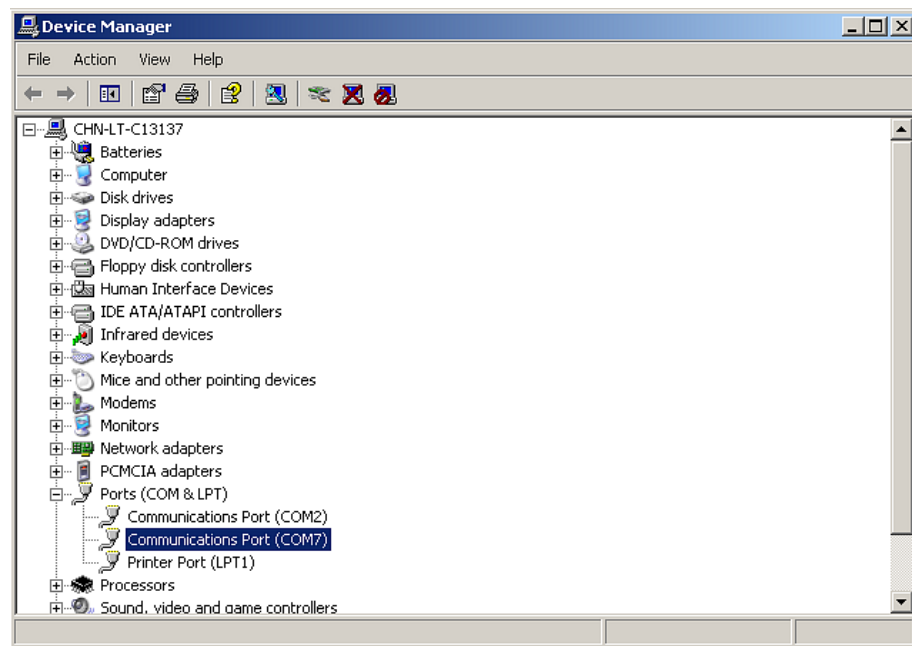 Device Manager
File Action View Help
CHN-LT-C13137
Batteries
Computer
Disk drives
Display adapters
DVD/CD-ROM drives
Floppy disk controllers
Human Interface Devices
IDE ATA/ATAPI controllers
Infrared devices
Keyboards
Mice and other pointing devices
Modems
Monitors
Network adapters
PCMCIA adapters
Ports (COM & LPT)
Communications Port (COM2)
Communications Port (COM7)
Printer Port (LPT1)
Processors
Sound, video and game controllers